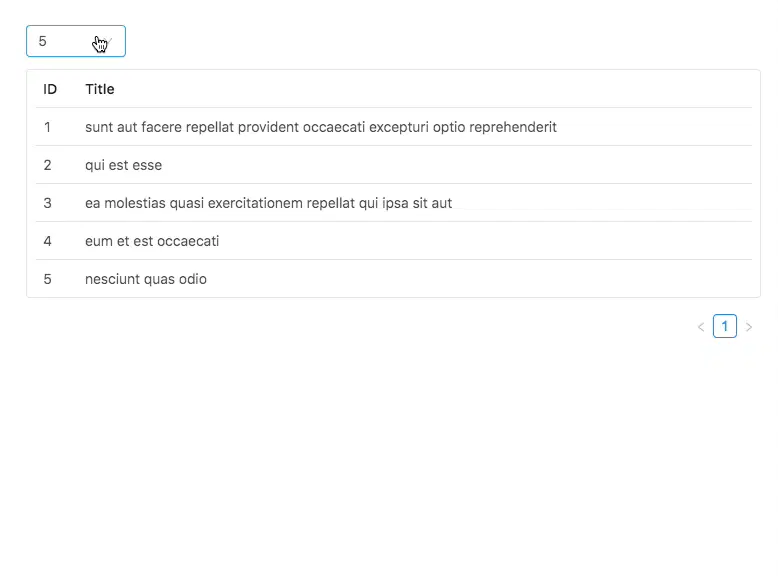 5
ID Title
1 sunt aut facere repellat provident occaecati excepturi optio reprehenderit
2 qui est esse
3 ea molestias quasi exercitationem repellat qui ipsa sit aut
4 eum et est occaecati
5 nesciunt quas odio
< 1 >